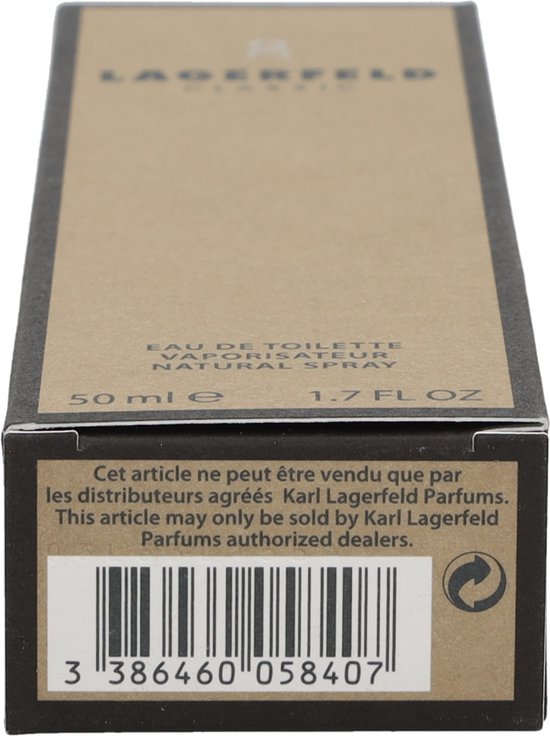 LAGERFELD
CLASSIC
EAU DE TOILETTE
VAPORISATEUR
NATURAL SPRAY
50 ml e 1.7 FL OZ
Cet article ne peut être vendu que par
les distributeurs agréés Karl Lagerfeld Parfums.
This article may only be sold by Karl Lagerfeld
Parfums authorized dealers.
3 386460 058407